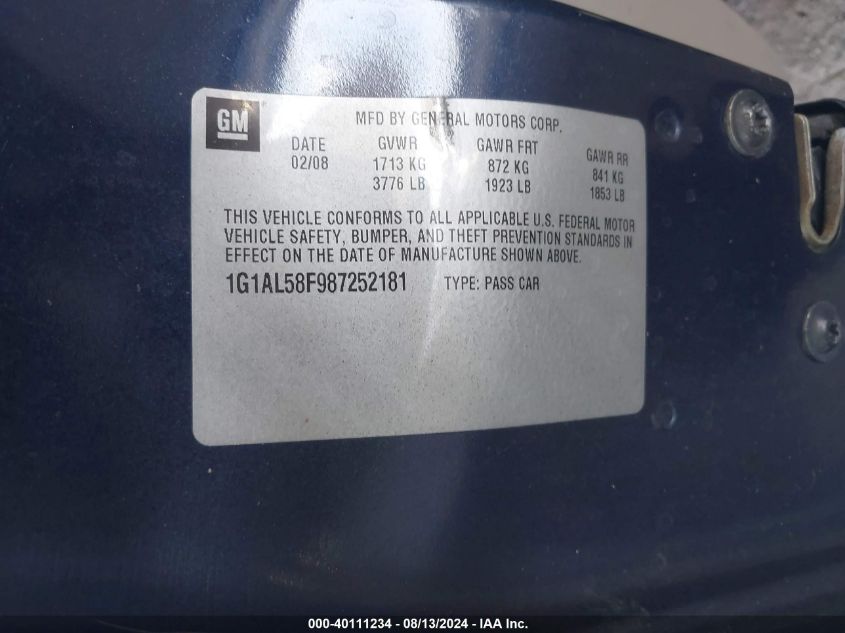 GM
MFD BY GENERAL MOTORS CORP.
DATE GVWR GAWR FRT GAWR RR
02/08 1713 KG 872 KG 841 KG
3776 LB 1923 LB 1853 LB
THIS VEHICLE CONFORMS TO ALL APPLICABLE U.S. FEDERAL MOTOR
VEHICLE SAFETY, BUMPER, AND THEFT PREVENTION STANDARDS IN
EFFECT ON THE DATE OF MANUFACTURE SHOWN ABOVE.
1G1AL58F987252181 TYPE: PASS CAR
000-40111234 - 08/13/2024 - IAA Inc.